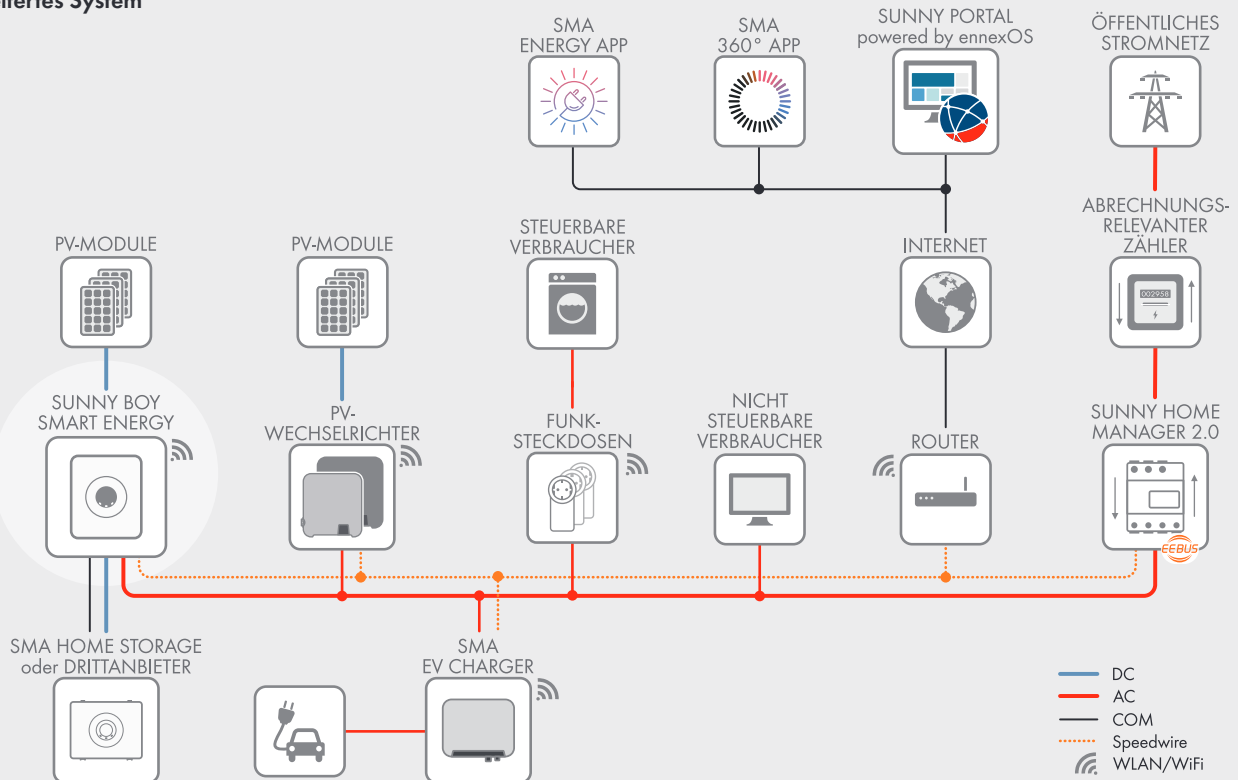 SMA
ENERGY APP
SMA
360° APP
SUNNY PORTAL
powered by ennexOS
ÖFFENTLICHES
STROMNETZ
PV-MODULE
PV-MODULE
STEUERBARE
VERBRAUCHER
INTERNET
ABRECHNUNGS-
RELEVANTER
ZÄHLER
SUNNY BOY
SMART ENERGY
PV-
WECHSELRICHTER
FUNK-
STECKDOSEN
NICHT
STEUERBARE
VERBRAUCHER
ROUTER
SUNNY HOME
MANAGER 2.0
EEBUS
SMA HOME STORAGE
oder DRITTANBIETER
SMA
EV CHARGER
DC
AC
COM
Speedwire
WLAN/WiFi